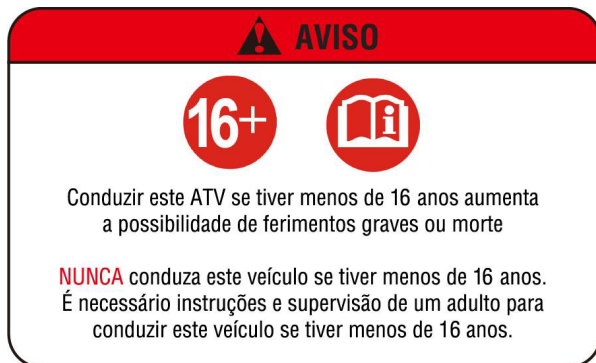 AVISO
16+
Conduzir este ATV se tiver menos de 16 anos aumenta
a possibilidade de ferimentos graves ou morte
NUNCA conduza este veículo se tiver menos de 16 anos.
É necessário instruções e supervisão de um adulto para
conduzir este veículo se tiver menos de 16 anos.